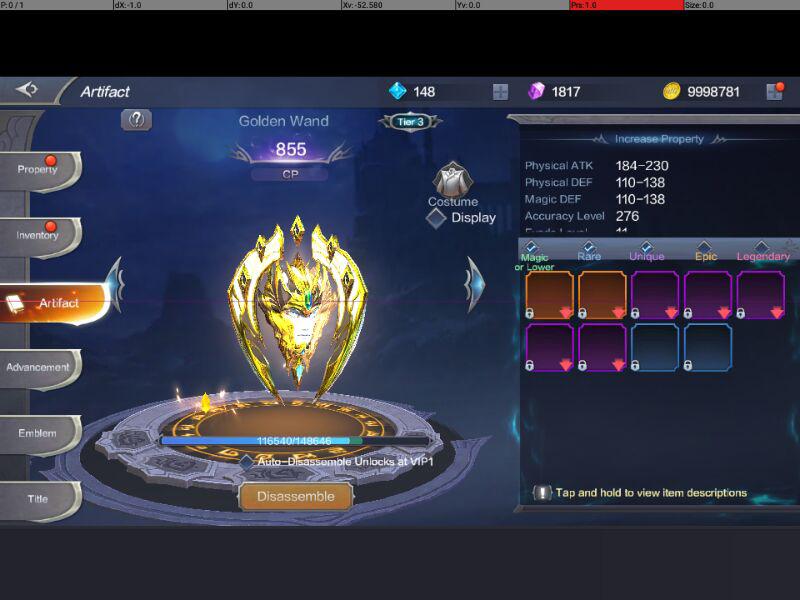 P: 0 / 1 dX: -1.0 dY: 0.0 Xv: -52.580 Yv: 0.0 Prs: 1.0 Size: 0.0
Artifact 148 1817 9998781
Golden Wand
Tier 3
855
CP
Costume
Display
Increase Property
Physical ATK 184-230
Physical DEF 110-138
Magic DEF 110-138
Accuracy Level 276
Magic or Lower
Rare
Unique
Epic
Legendary
Property
Inventory
Artifact
Advancement
Emblem
Title
116540/148646
Auto-Disassemble Unlocks at VIP1
Disassemble
Tap and hold to view item descriptions